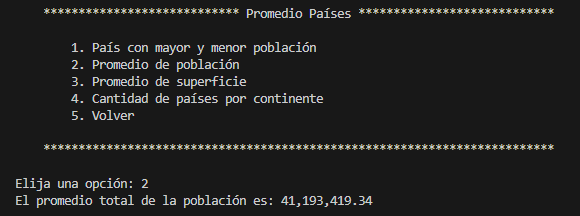 **************************** Promedio Países ****************************
1. País con mayor y menor población
2. Promedio de población
3. Promedio de superficie
4. Cantidad de países por continente
5. Volver
*************************************************************************
Elija una opción: 2
El promedio total de la población es: 41,193,419.34